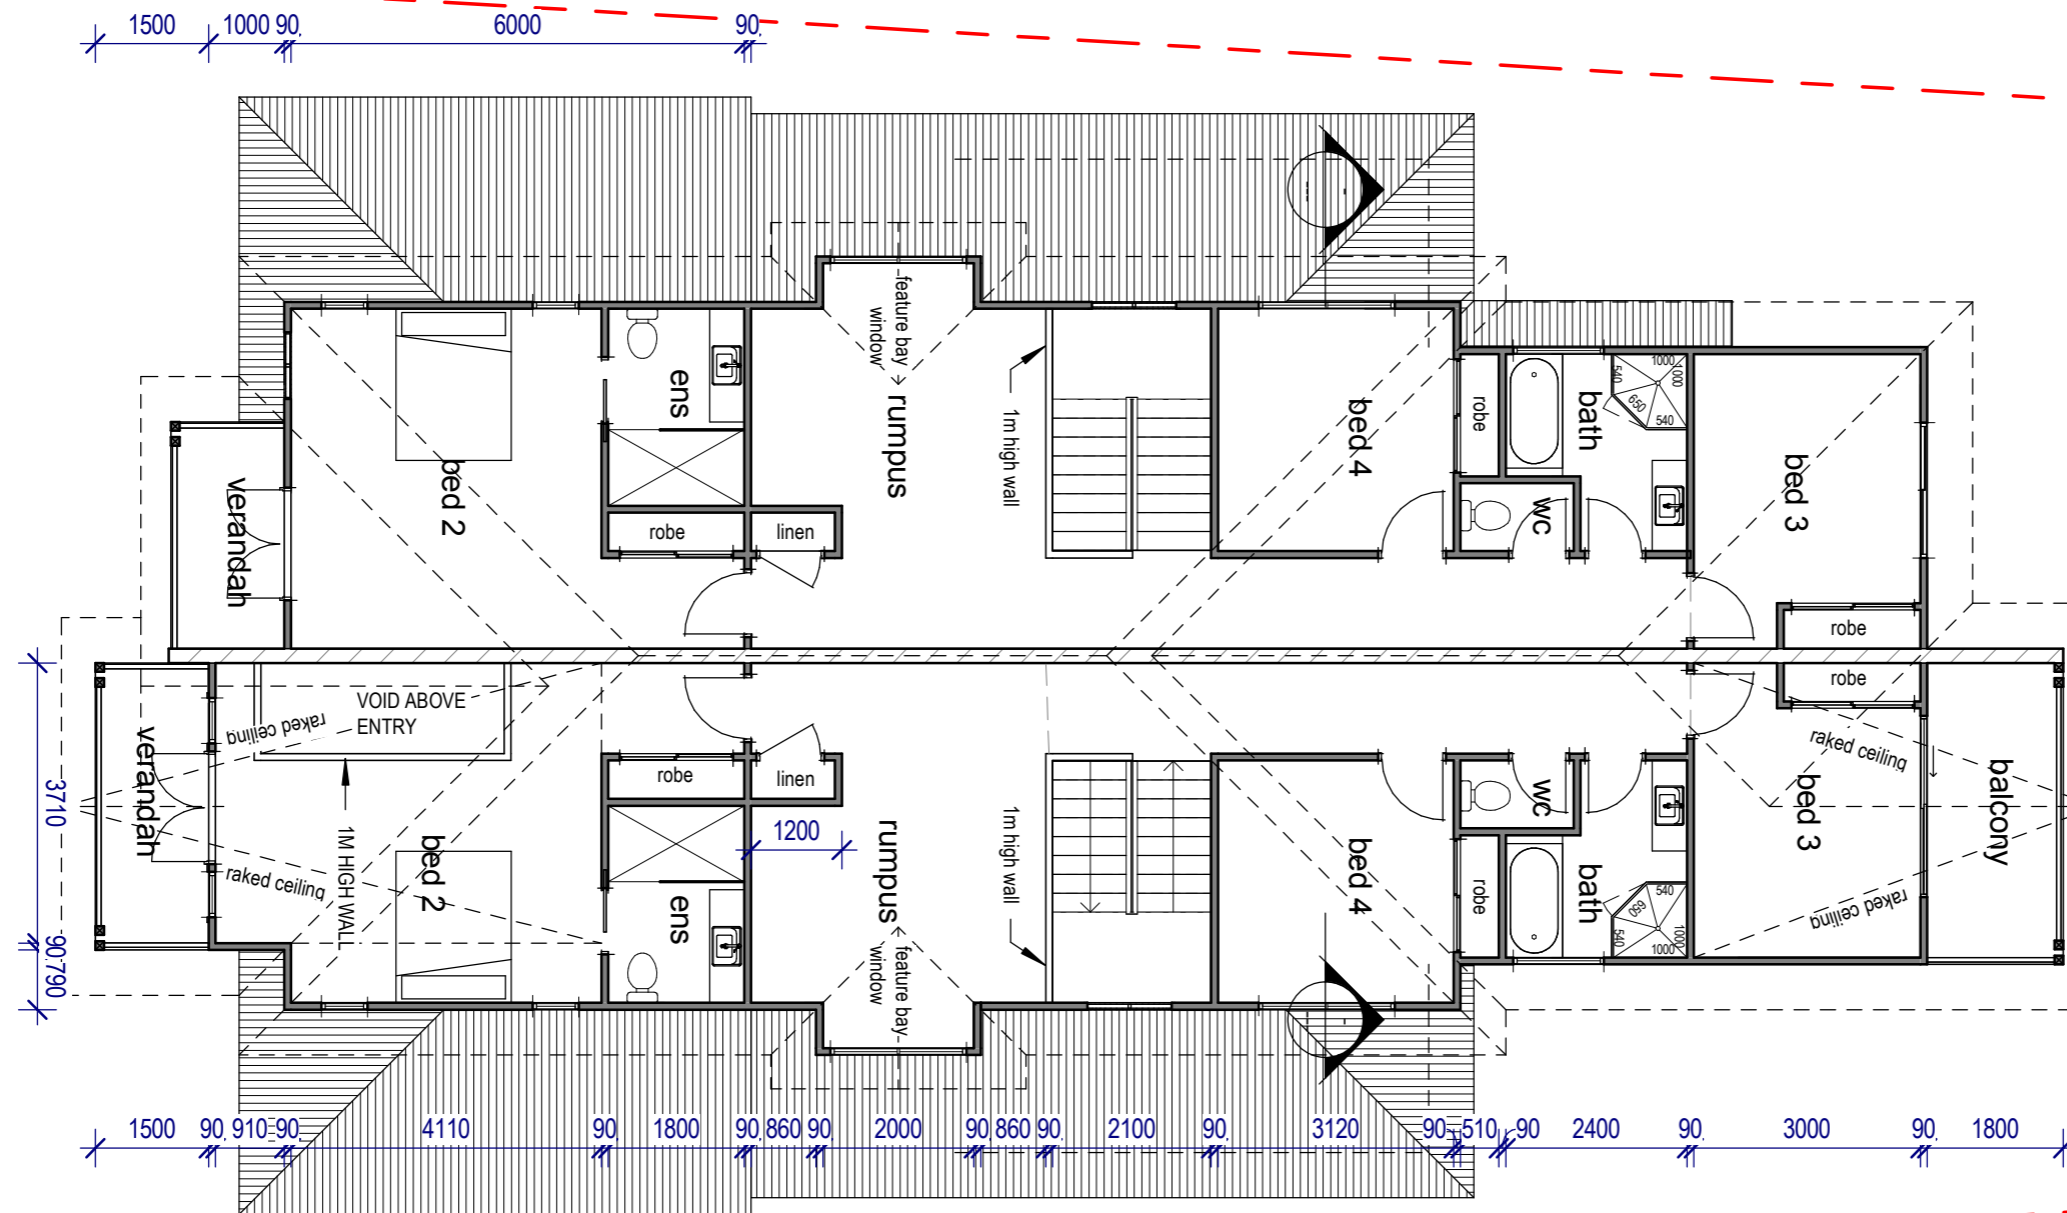 1500 1000 90, 6000 90,
feature bay
window
rumpus
ens
bed 2
verandah
robe
linen
1m high wall
bed 4
robe
bath
1000
1000
540
650
540
wc
bed 3
robe
robe
VOID ABOVE
ENTRY
raked ceiling
verandah
3710
90
790
1M HIGH WALL
raked ceiling
bed 2
robe
linen
1200
ens
rumpus
feature bay
window
1m high wall
bed 4
wc
robe
bath
540
650
540
1000
1000
raked ceiling
bed 3
raked ceiling
balcony
1500 90, 910 90, 4110 90, 1800 90, 860 90, 2000 90, 860 90, 2100 90, 3120 90, 510, 90 2400 90, 3000 90, 1800